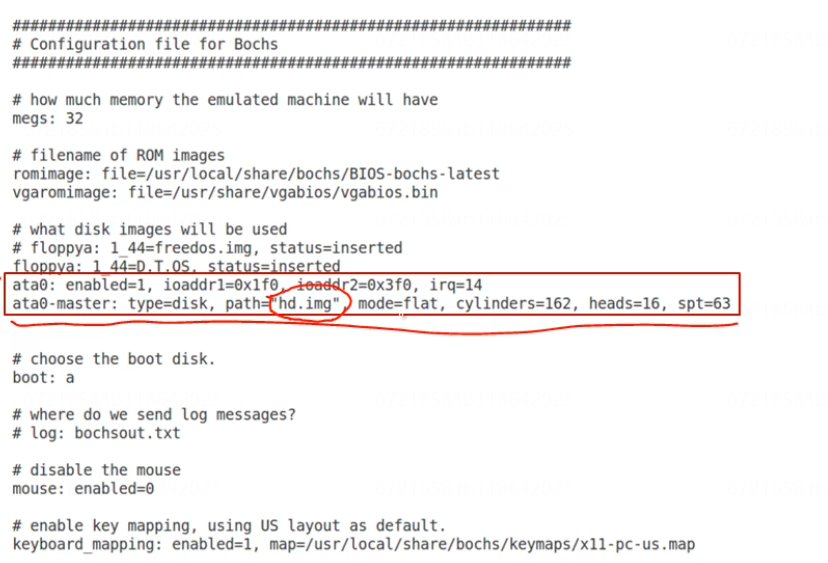 ###############################################################
# Configuration file for Bochs
###############################################################
# how much memory the emulated machine will have
megs: 32
# filename of ROM images
romimage: file=/usr/local/share/bochs/BIOS-bochs-latest
vgaromimage: file=/usr/share/vgabios/vgabios.bin
# what disk images will be used
# floppya: 1_44=freedos.img, status=inserted
floppya: 1_44=D.T.OS, status=inserted
ata0: enabled=1, ioaddr1=0x1f0, ioaddr2=0x3f0, irq=14
ata0-master: type=disk, path="hd.img", mode=flat, cylinders=162, heads=16, spt=63
# choose the boot disk.
boot: a
# where do we send log messages?
# log: bochsout.txt
# disable the mouse
mouse: enabled=0
# enable key mapping, using US layout as default.
keyboard_mapping: enabled=1, map=/usr/local/share/bochs/keymaps/x11-pc-us.map